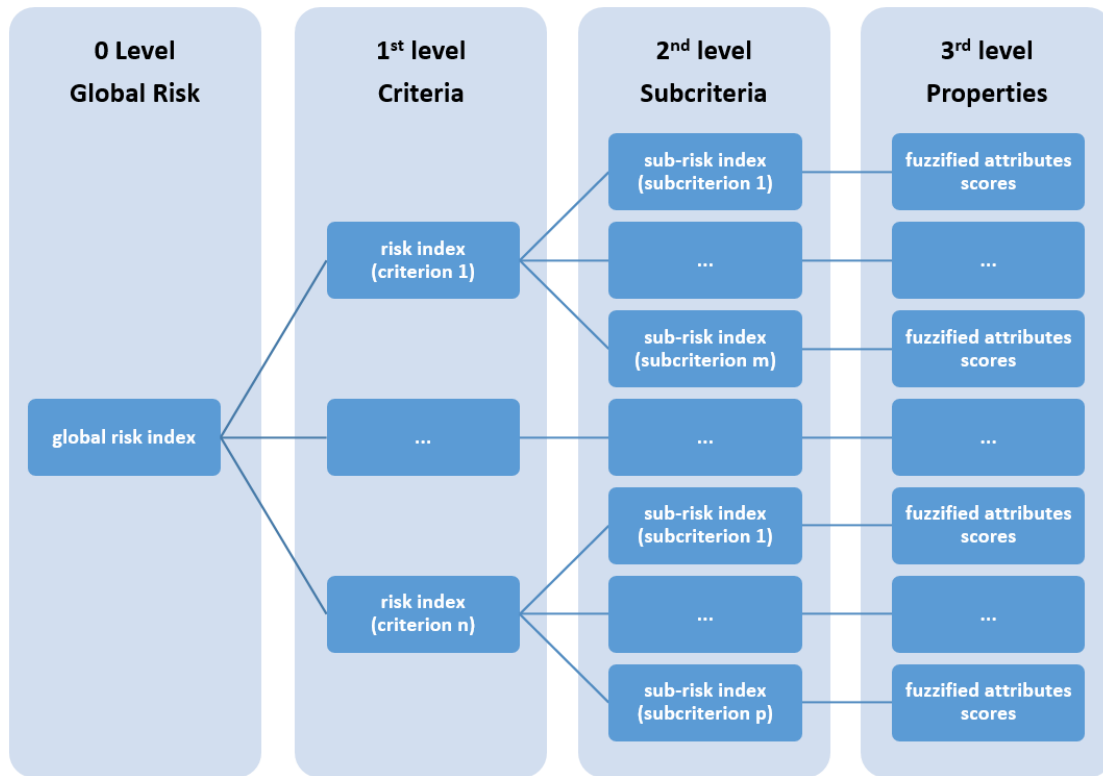 0 Level
Global Risk
1st level
Criteria
2nd level
Subcriteria
3rd level
Properties
sub-risk index
(subcriterion 1)
fuzzified attributes
scores
risk index
(criterion 1)
...
...
sub-risk index
(subcriterion m)
fuzzified attributes
scores
global risk index
...
...
...
sub-risk index
(subcriterion 1)
fuzzified attributes
scores
risk index
(criterion n)
...
...
sub-risk index
(subcriterion p)
fuzzified attributes
scores